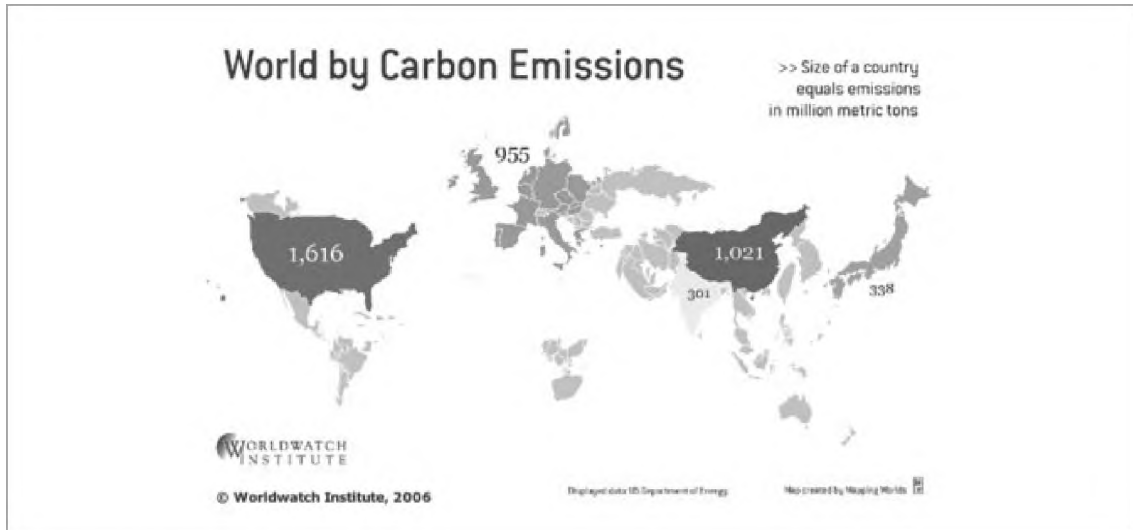 World by Carbon Emissions
>> Size of a country
equals emissions
in million metric tons
955
1,616
1,021
301
338
WORLDWATCH
INSTITUTE
© Worldwatch Institute, 2006
Displayed data: US Department of Energy
Map created by Mapping Worlds